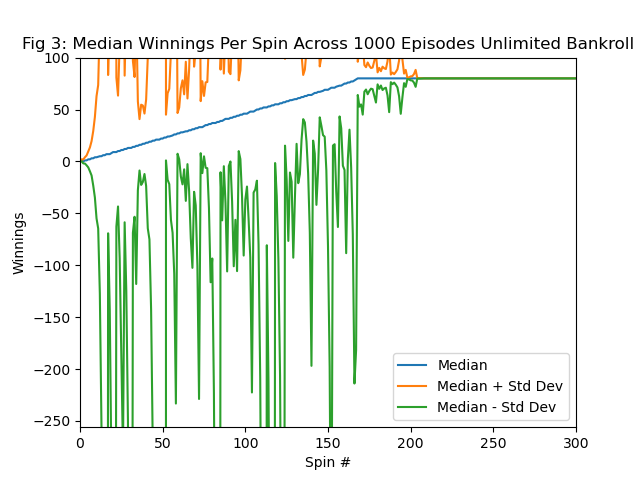 Fig 3: Median Winnings Per Spin Across 1000 Episodes Unlimited Bankroll
100
50
0
−50
−100
−150
−200
−250
Winnings
Median
Median + Std Dev
Median - Std Dev
0 50 100 150 200 250 300
Spin #